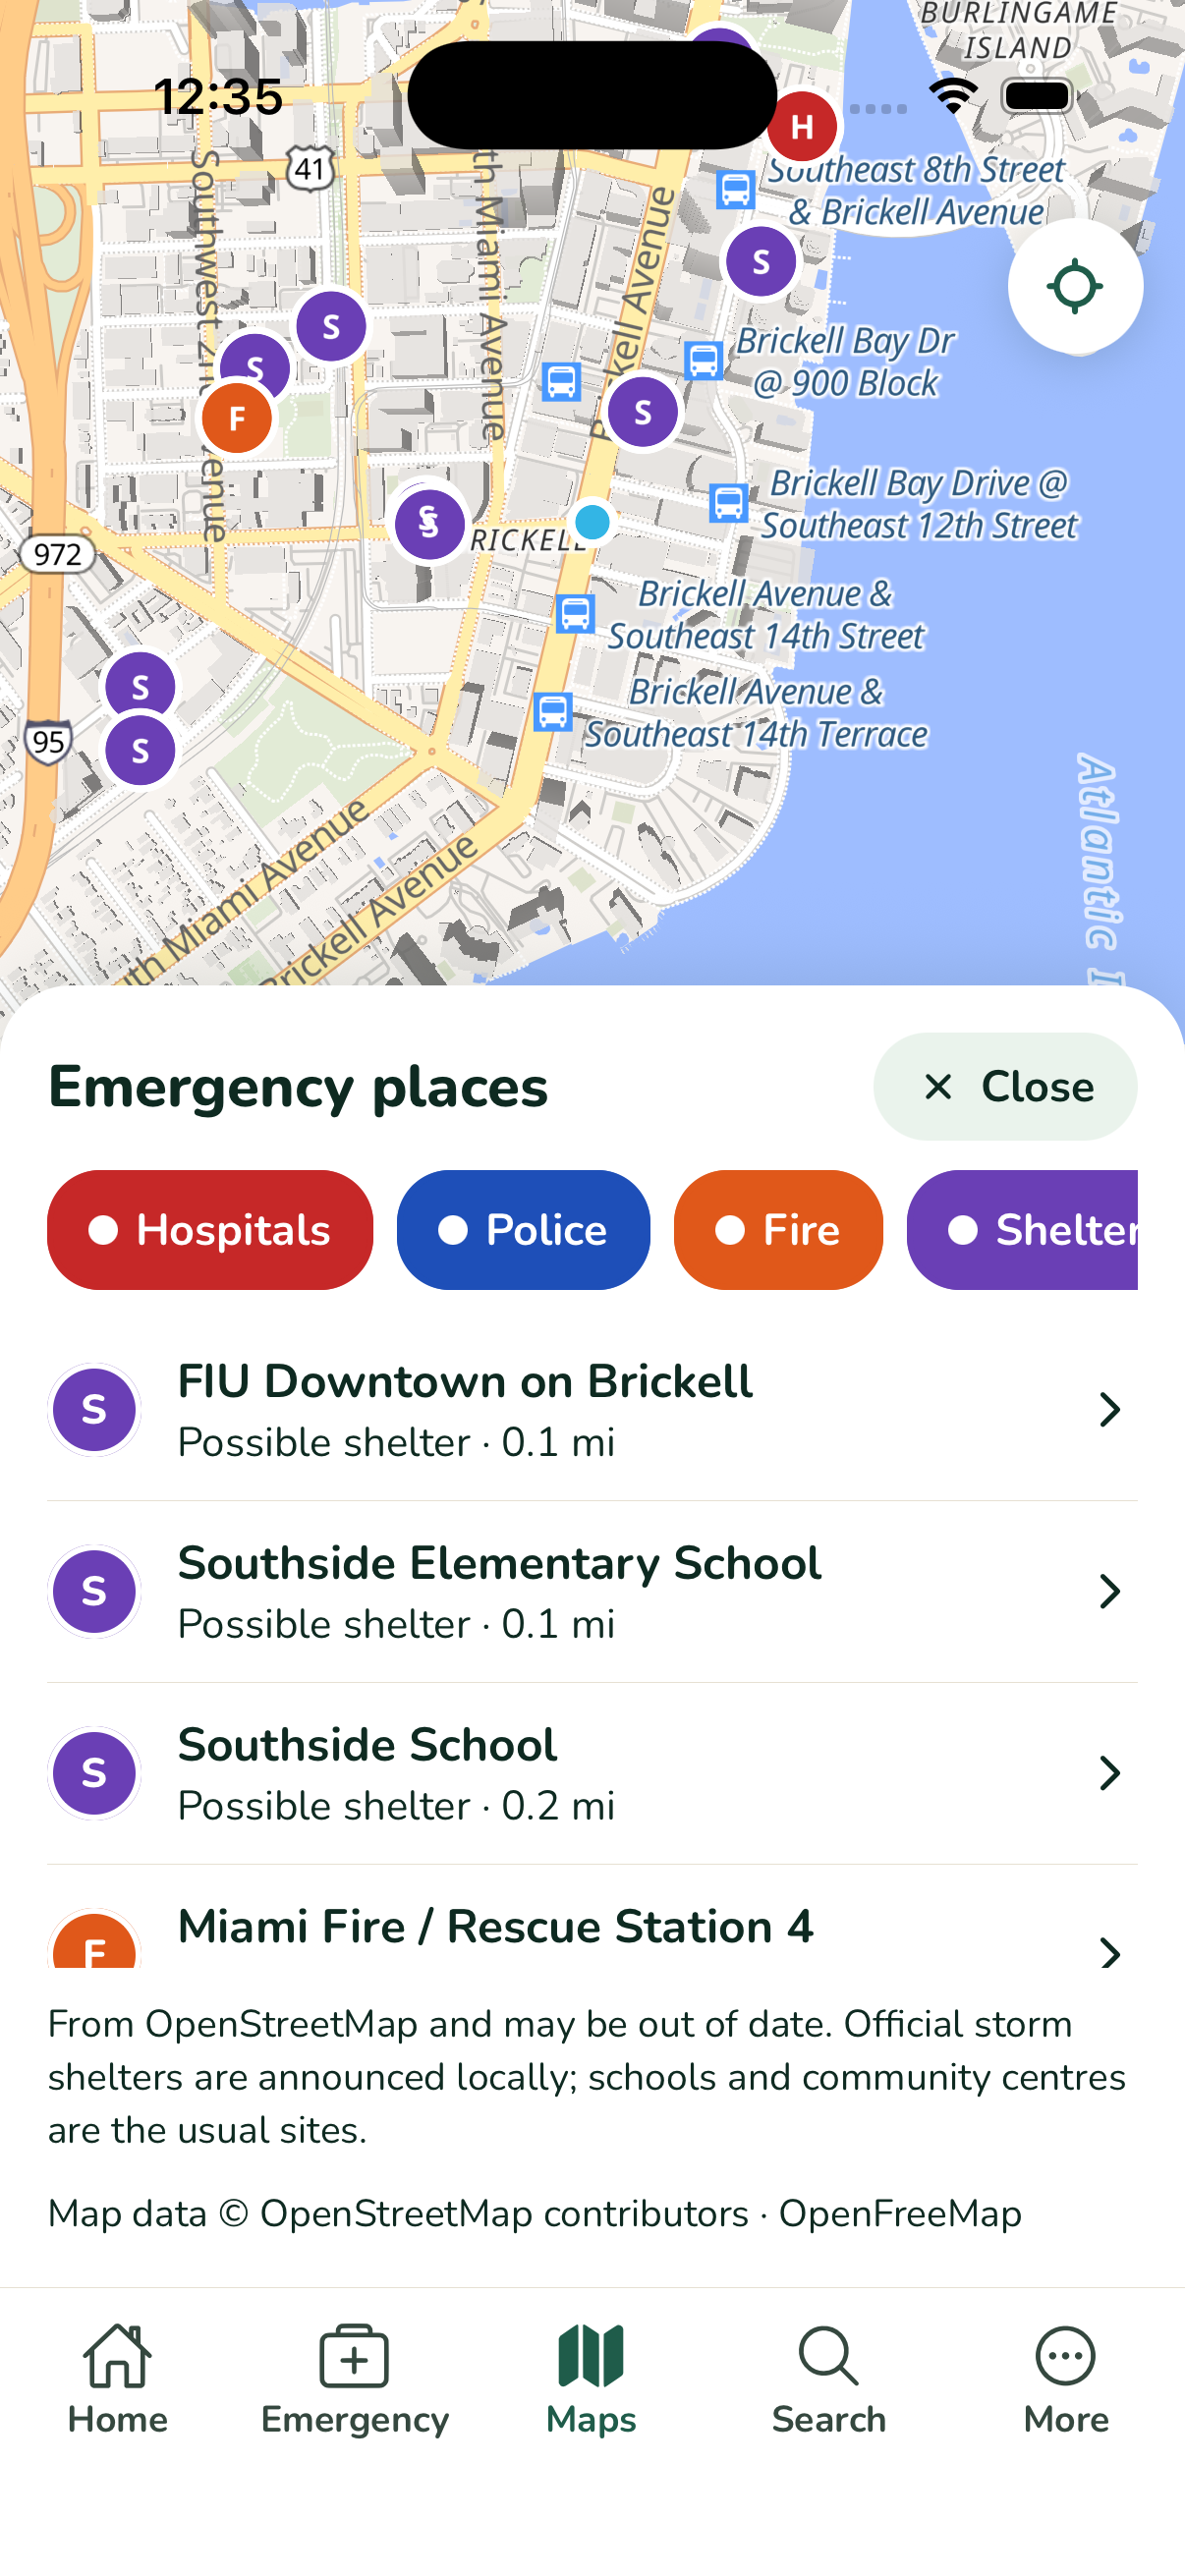 BURLINGAME
ISLAND
12:35
H
41
Southeast 8th Street
& Brickell Avenue
S
S
Brickell Bay Dr
@ 900 Block
S
F
S
Brickell Bay Drive @
Southeast 12th Street
S
972
Brickell Avenue &
Southeast 14th Street
S
Brickell Avenue &
Southeast 14th Terrace
95
S
Atlantic
Miami Avenue
Miami Avenue
Brickell Avenue
Emergency places
Close
Hospitals
Police
Fire
Shelter
S
FIU Downtown on Brickell
Possible shelter · 0.1 mi
S
Southside Elementary School
Possible shelter · 0.1 mi
S
Southside School
Possible shelter · 0.2 mi
F
Miami Fire / Rescue Station 4
From OpenStreetMap and may be out of date. Official storm
shelters are announced locally; schools and community centres
are the usual sites.
Map data © OpenStreetMap contributors · OpenFreeMap
Home
Emergency
Maps
Search
More